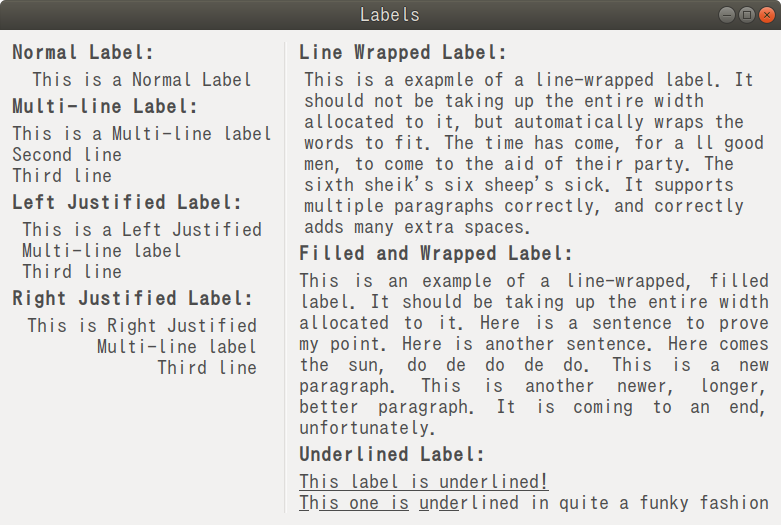 Labels
Normal Label:
This is a Normal Label
Multi-line Label:
This is a Multi-line label
Second line
Third line
Left Justified Label:
This is a Left Justified
Multi-line label
Third line
Right Justified Label:
This is Right Justified
Multi-line label
Third line
Line Wrapped Label:
This is a exapmle of a line-wrapped label. It
should not be taking up the entire width
allocated to it, but automatically wraps the
words to fit. The time has come, for a ll good
men, to come to the aid of their party. The
sixth sheik's six sheep's sick. It supports
multiple paragraphs correctly, and correctly
adds many extra spaces.
Filled and Wrapped Label:
This is an example of a line-wrapped, filled
label. It should be taking up the entire width
allocated to it. Here is a sentence to prove
my point. Here is another sentence. Here comes
the sun, do de do de do. This is a new
paragraph. This is another newer, longer,
better paragraph. It is coming to an end,
unfortunately.
Underlined Label:
This label is underlined!
This one is underlined in quite a funky fashion